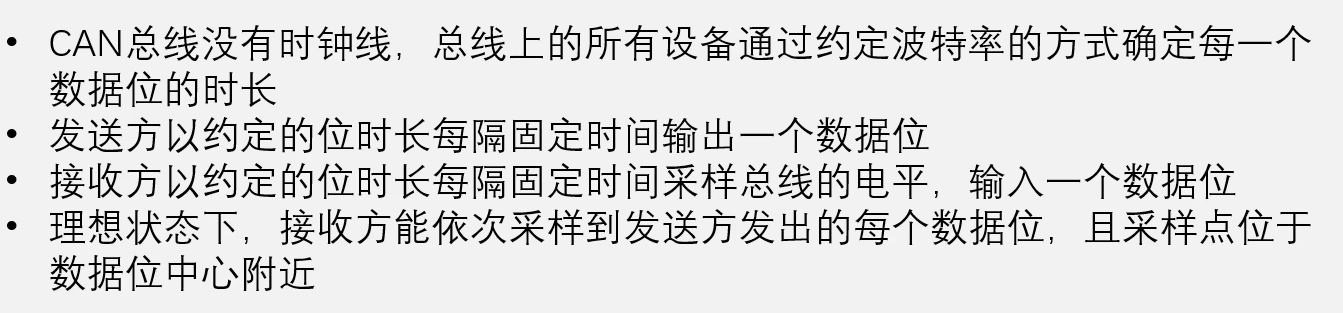 • CAN总线没有时钟线，总线上的所有设备通过约定波特率的方式确定每一个
数据位的时长
• 发送方以约定的位时长每隔固定时间输出一个数据位
• 接收方以约定的位时长每隔固定时间采样总线的电平，输入一个数据位
• 理想状态下，接收方能依次采样到发送方发出的每个数据位，且采样点位于
数据位中心附近